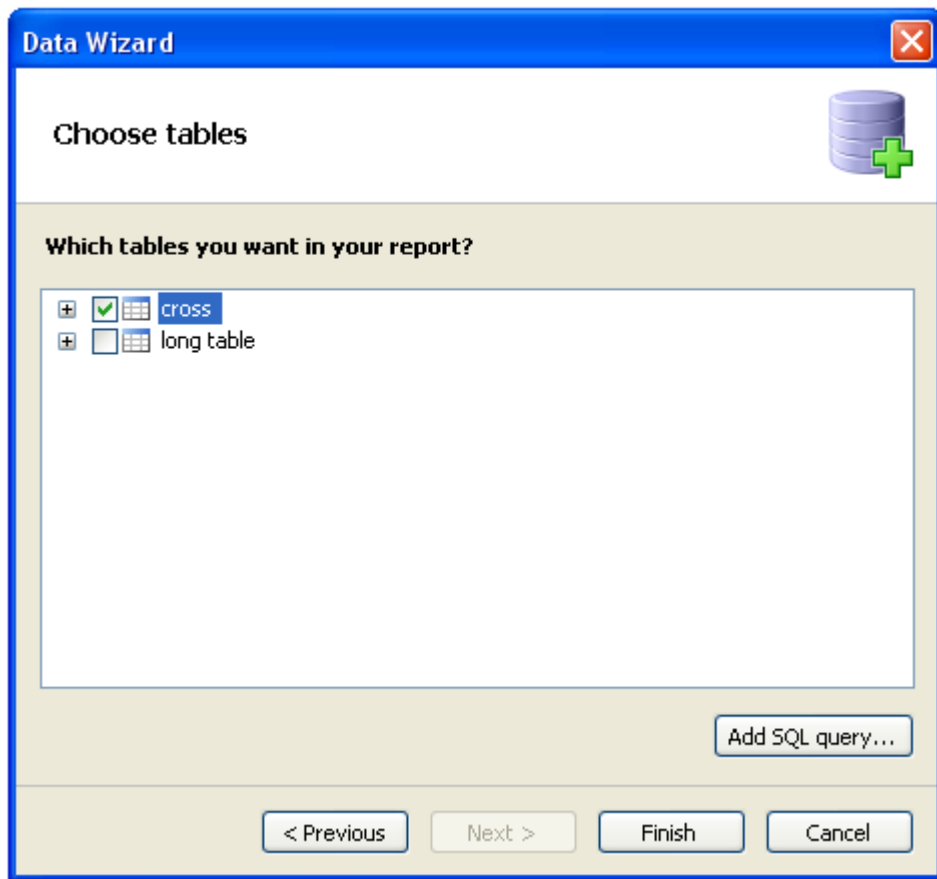 Data Wizard
Choose tables
Which tables you want in your report?
cross
long table
Add SQL query...
< Previous Next > Finish Cancel